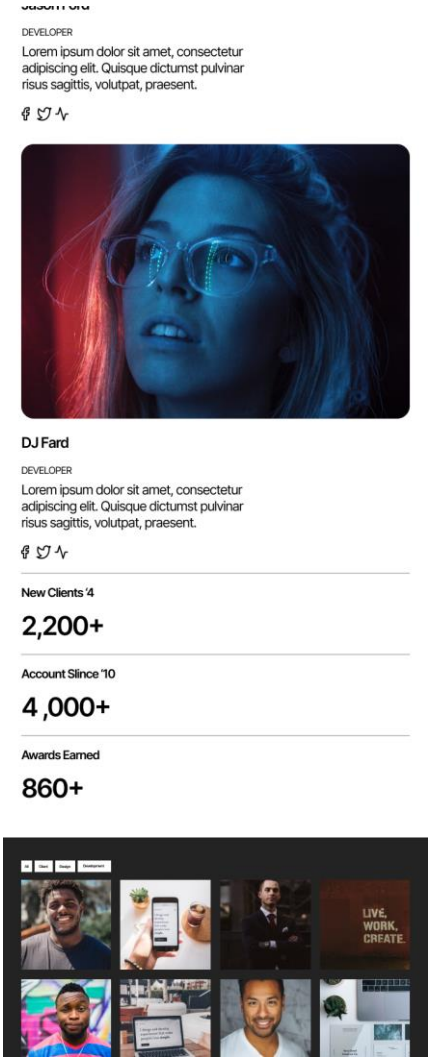 Jason Ford
DEVELOPER
Lorem ipsum dolor sit amet, consectetur
adipiscing elit. Quisque dictumst pulvinar
risus sagittis, volutpat, praesent.
DJ Fard
DEVELOPER
Lorem ipsum dolor sit amet, consectetur
adipiscing elit. Quisque dictumst pulvinar
risus sagittis, volutpat, praesent.
New Clients '4
2,200+
Account Slince '10
4 ,000+
Awards Earned
860+
All Client Design Development
LIVE,
WORK,
CREATE.